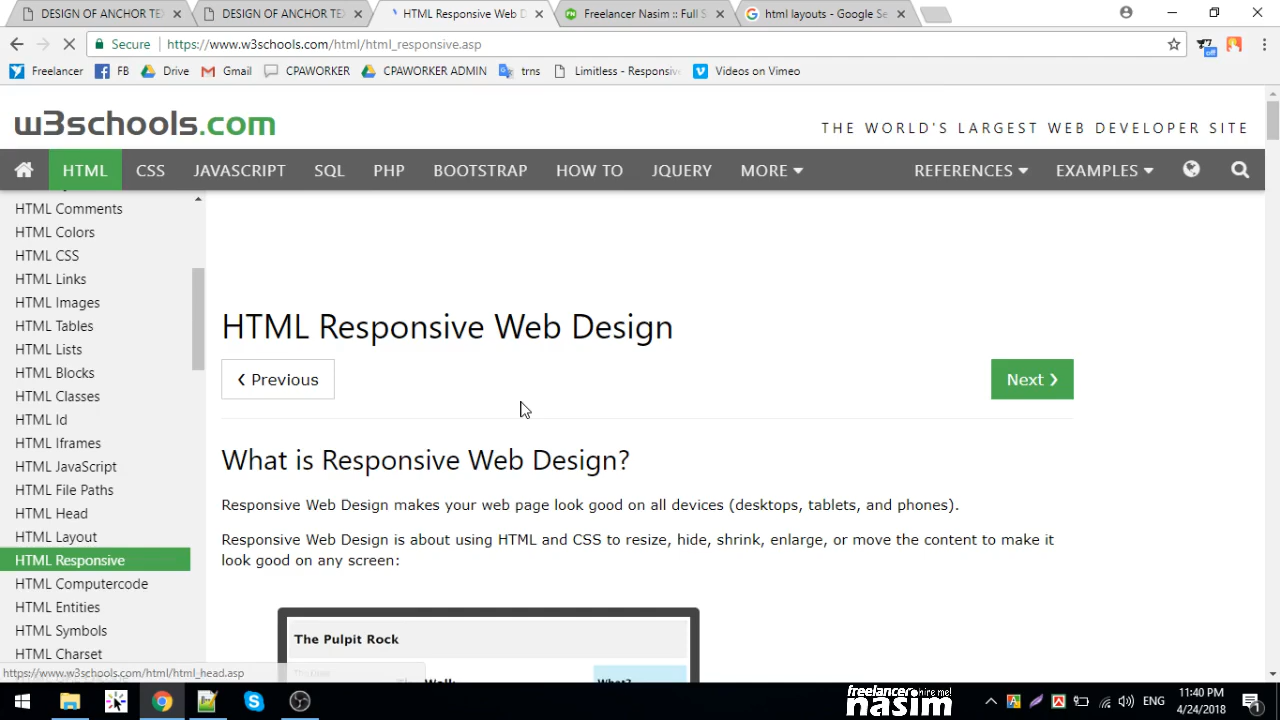 DESIGN OF ANCHOR TEX
DESIGN OF ANCHOR TEX
HTML Responsive Web D
Freelancer Nasim :: Full S
html layouts - Google Se
Secure
https://www.w3schools.com/html/html_responsive.asp
Freelancer
FB
Drive
Gmail
CPAWORKER
CPAWORKER ADMIN
trns
Limitless - Responsiv
Videos on Vimeo
w3schools.com
THE WORLD'S LARGEST WEB DEVELOPER SITE
HTML
CSS
JAVASCRIPT
SQL
PHP
BOOTSTRAP
HOW TO
JQUERY
MORE
REFERENCES
EXAMPLES
HTML Comments
HTML Colors
HTML CSS
HTML Links
HTML Images
HTML Tables
HTML Lists
HTML Blocks
HTML Classes
HTML Id
HTML Iframes
HTML JavaScript
HTML File Paths
HTML Head
HTML Layout
HTML Responsive
HTML Computercode
HTML Entities
HTML Symbols
HTML Charset
HTML Responsive Web Design
❮ Previous
Next ❯
What is Responsive Web Design?
Responsive Web Design makes your web page look good on all devices (desktops, tablets, and phones).
Responsive Web Design is about using HTML and CSS to resize, hide, shrink, enlarge, or move the content to make it
look good on any screen:
The Pulpit Rock
https://www.w3schools.com/html/html_head.asp
off
freelancer hire me!
nasim
ENG
11:40 PM
4/24/2018
1